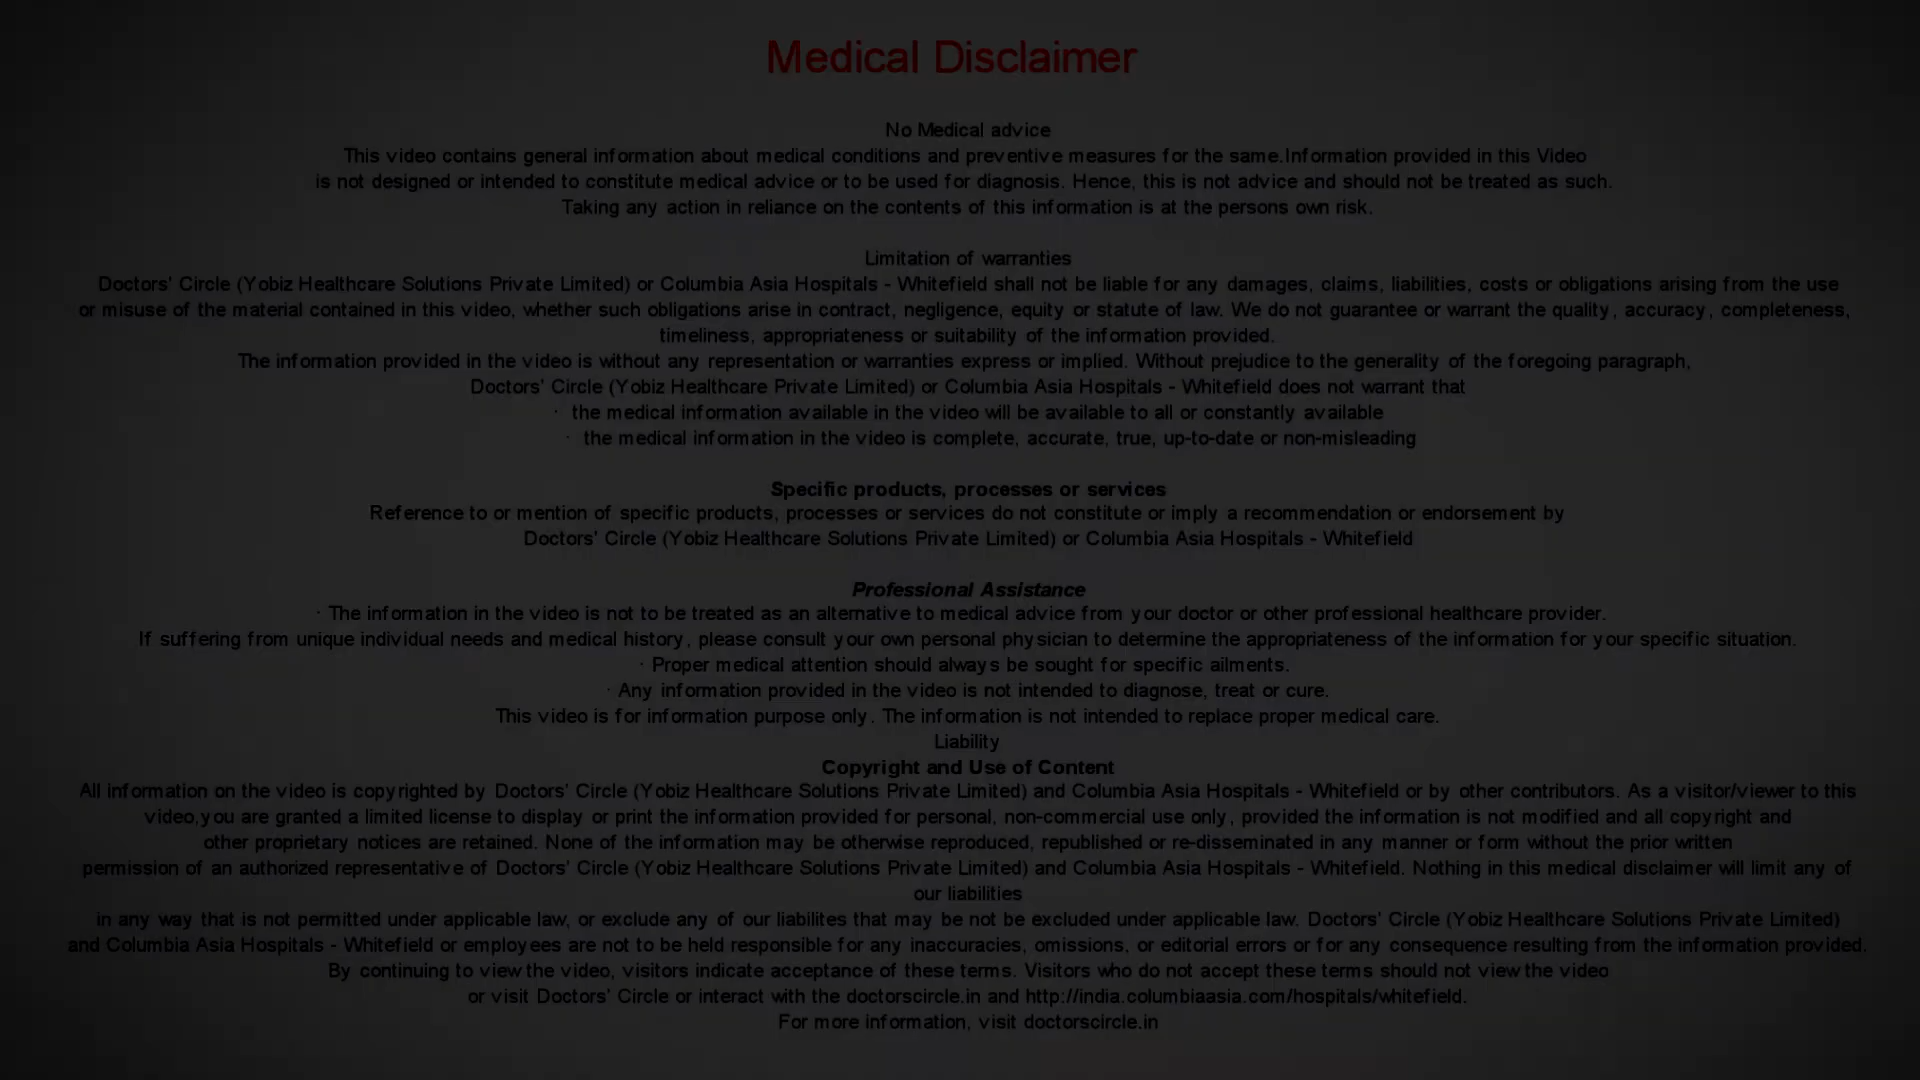 Medical Disclaimer
No Medical advice
This video contains general information about medical conditions and preventive measures for the same.Information provided in this Video
is not designed or intended to constitute medical advice or to be used for diagnosis. Hence, this is not advice and should not be treated as such.
Taking any action in reliance on the contents of this information is at the persons own risk.
Limitation of warranties
Doctors' Circle (Yobiz Healthcare Solutions Private Limited) or Columbia Asia Hospitals - Whitefield shall not be liable for any damages, claims, liabilities, costs or obligations arising from the use
or misuse of the material contained in this video, whether such obligations arise in contract, negligence, equity or statute of law. We do not guarantee or warrant the quality, accuracy, completeness,
timeliness, appropriateness or suitability of the information provided.
The information provided in the video is without any representation or warranties express or implied. Without prejudice to the generality of the foregoing paragraph,
Doctors' Circle (Yobiz Healthcare Private Limited) or Columbia Asia Hospitals - Whitefield does not warrant that
· the medical information available in the video will be available to all or constantly available
· the medical information in the video is complete, accurate, true, up-to-date or non-misleading
Specific products, processes or services
Reference to or mention of specific products, processes or services do not constitute or imply a recommendation or endorsement by
Doctors' Circle (Yobiz Healthcare Solutions Private Limited) or Columbia Asia Hospitals - Whitefield
Professional Assistance
· The information in the video is not to be treated as an alternative to medical advice from your doctor or other professional healthcare provider.
If suffering from unique individual needs and medical history, please consult your own personal physician to determine the appropriateness of the information for your specific situation.
· Proper medical attention should always be sought for specific ailments.
· Any information provided in the video is not intended to diagnose, treat or cure.
This video is for information purpose only. The information is not intended to replace proper medical care.
Liability
Copyright and Use of Content
All information on the video is copyrighted by Doctors' Circle (Yobiz Healthcare Solutions Private Limited) and Columbia Asia Hospitals - Whitefield or by other contributors. As a visitor/viewer to this
video,you are granted a limited license to display or print the information provided for personal, non-commercial use only, provided the information is not modified and all copyright and
other proprietary notices are retained. None of the information may be otherwise reproduced, republished or re-disseminated in any manner or form without the prior written
permission of an authorized representative of Doctors' Circle (Yobiz Healthcare Solutions Private Limited) and Columbia Asia Hospitals - Whitefield. Nothing in this medical disclaimer will limit any of
our liabilities
in any way that is not permitted under applicable law, or exclude any of our liabilites that may be not be excluded under applicable law. Doctors' Circle (Yobiz Healthcare Solutions Private Limited)
and Columbia Asia Hospitals - Whitefield or employees are not to be held responsible for any inaccuracies, omissions, or editorial errors or for any consequence resulting from the information provided.
By continuing to view the video, visitors indicate acceptance of these terms. Visitors who do not accept these terms should not view the video
or visit Doctors' Circle or interact with the doctorscircle.in and http://india.columbiaasia.com/hospitals/whitefield.
For more information, visit doctorscircle.in